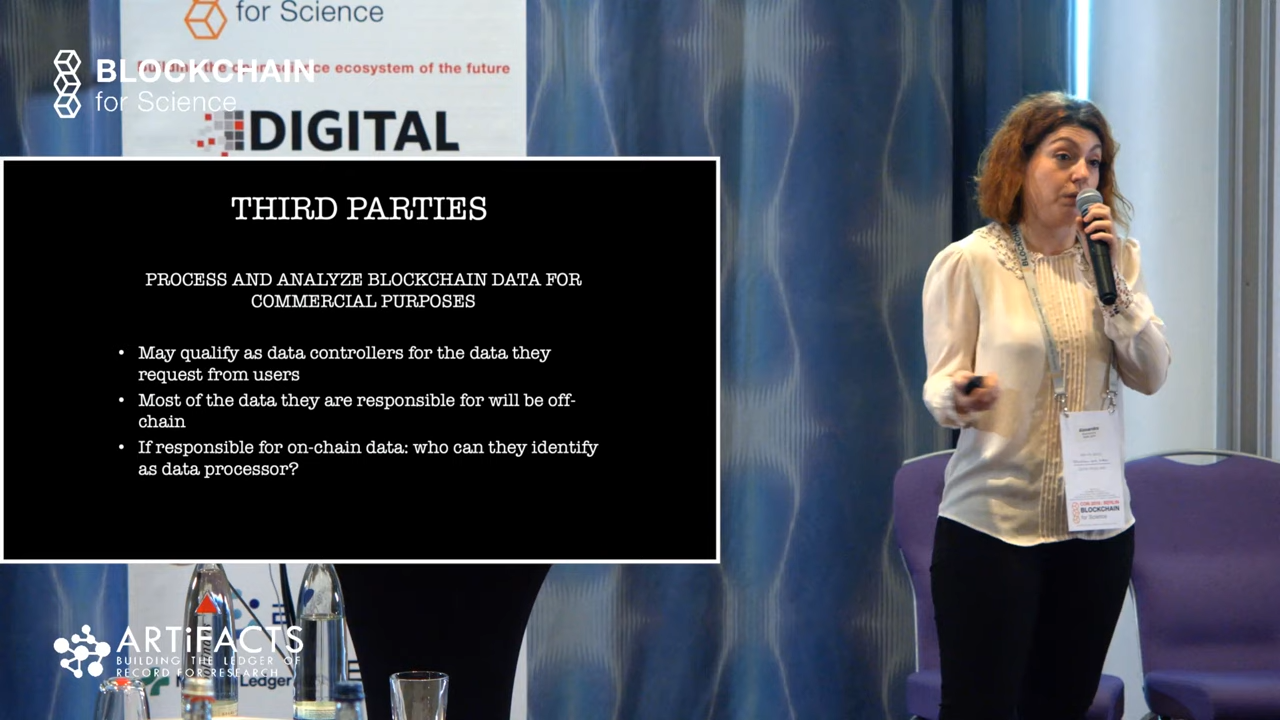 for Science
BLOCKCHAIN
for Science
ecosystem of the future
DIGITAL
THIRD PARTIES
PROCESS AND ANALYZE BLOCKCHAIN DATA FOR
COMMERCIAL PURPOSES
• May qualify as data controllers for the data they
request from users
• Most of the data they are responsible for will be off-
chain
• If responsible for on-chain data: who can they identify
as data processor?
BLOCKCHAIN
for Science
ARTiFACTS
BUILDING THE LEDGER OF
RECORD FOR RESEARCH
Ledger